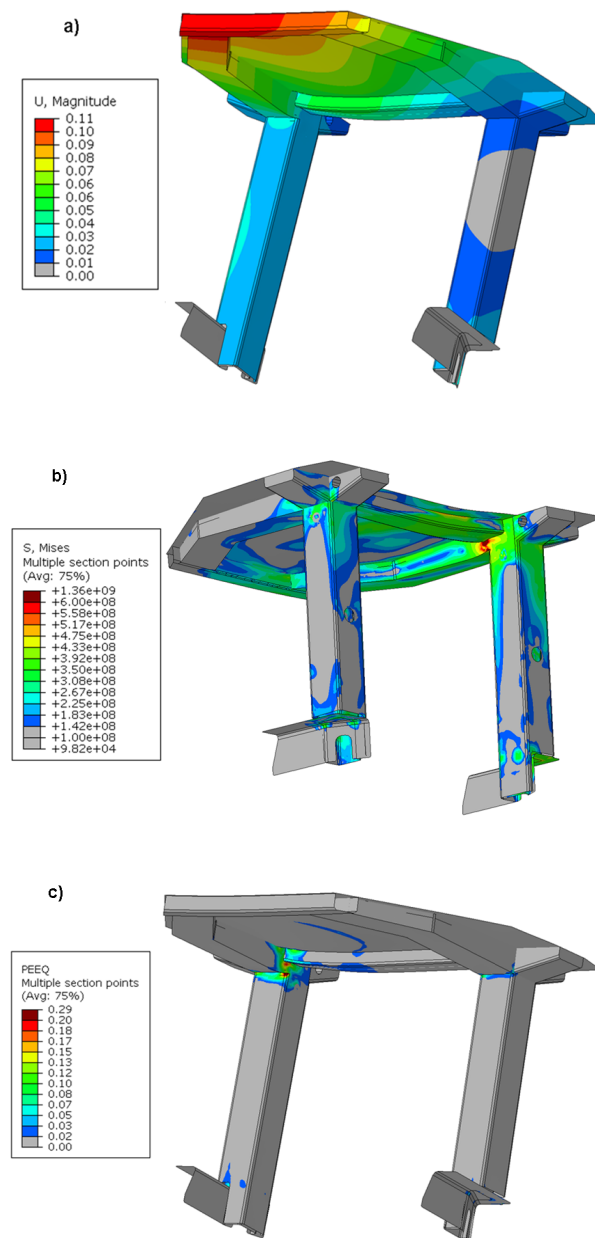 a)
U, Magnitude
0.11
0.10
0.09
0.08
0.07
0.06
0.06
0.05
0.04
0.03
0.02
0.01
0.00
b)
S, Mises
Multiple section points
(Avg: 75%)
+1.36e+09
+6.00e+08
+5.58e+08
+5.17e+08
+4.75e+08
+4.33e+08
+3.92e+08
+3.50e+08
+3.08e+08
+2.67e+08
+2.25e+08
+1.83e+08
+1.42e+08
+1.00e+08
+9.82e+04
c)
PEEQ
Multiple section points
(Avg: 75%)
0.29
0.20
0.18
0.17
0.15
0.13
0.12
0.10
0.08
0.07
0.05
0.03
0.02
0.00